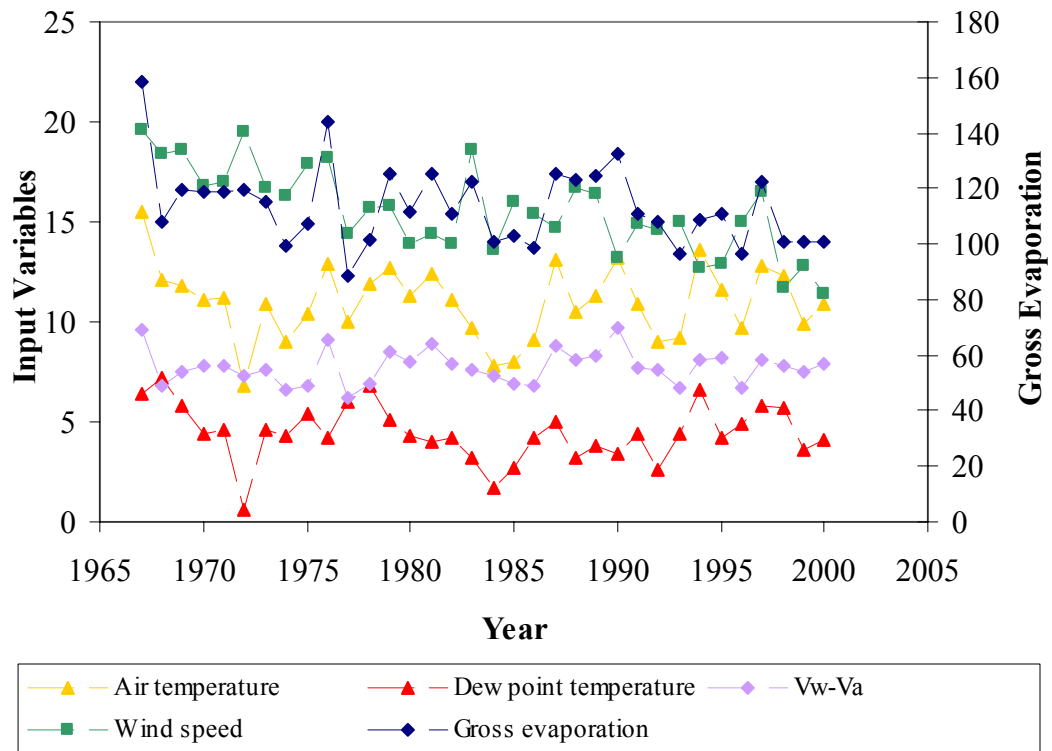 25
20
15
10
5
0
Input Variables
180
160
140
120
100
80
60
40
20
0
Gross Evaporation
1965 1970 1975 1980 1985 1990 1995 2000 2005
Year
Air temperature Dew point temperature Vw-Va
Wind speed Gross evaporation